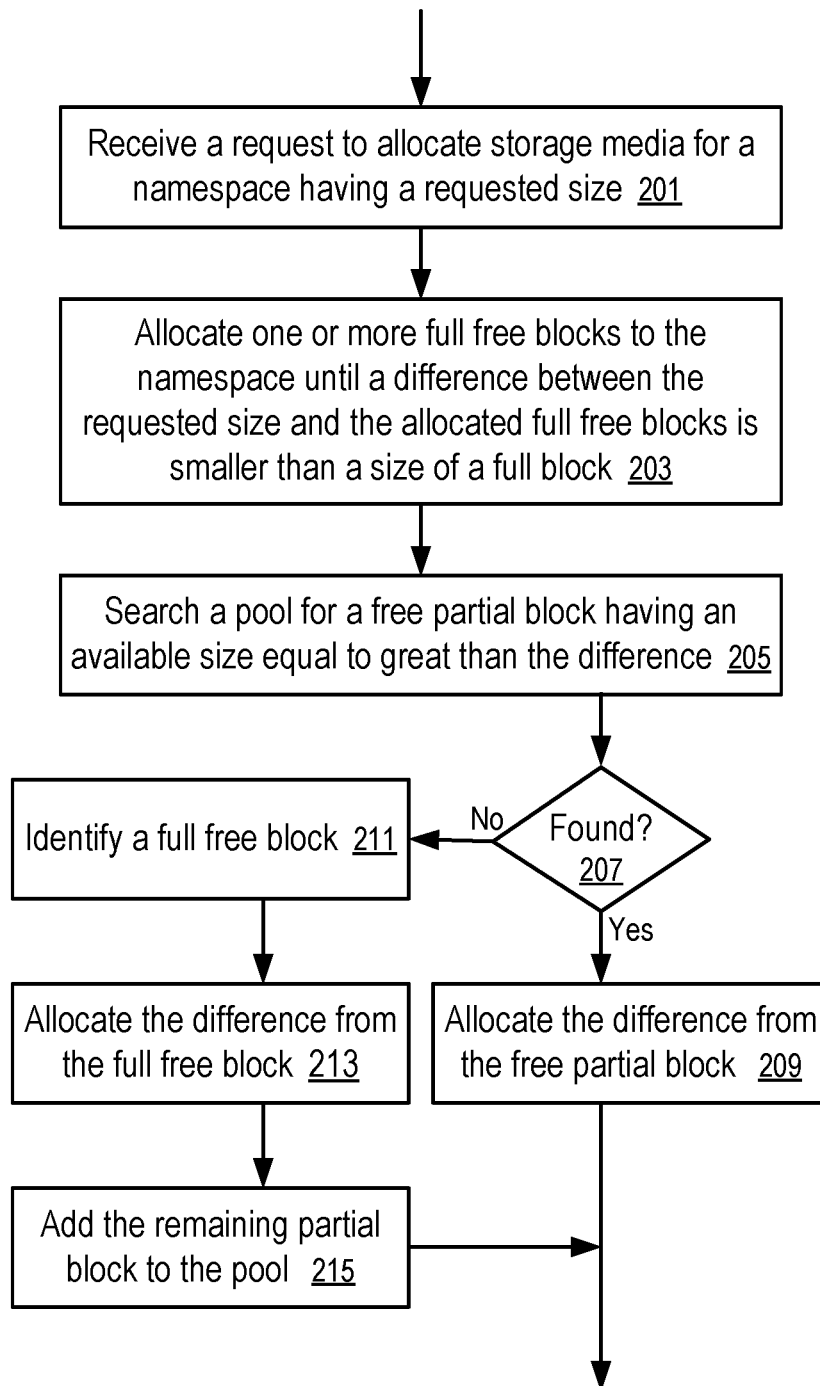 Receive a request to allocate storage media for a
namespace having a requested size 201
Allocate one or more full free blocks to the
namespace until a difference between the
requested size and the allocated full free blocks is
smaller than a size of a full block 203
Search a pool for a free partial block having an
available size equal to great than the difference 205
Found?
207
No
Yes
Identify a full free block 211
Allocate the difference from
the full free block 213
Allocate the difference from
the free partial block 209
Add the remaining partial
block to the pool 215